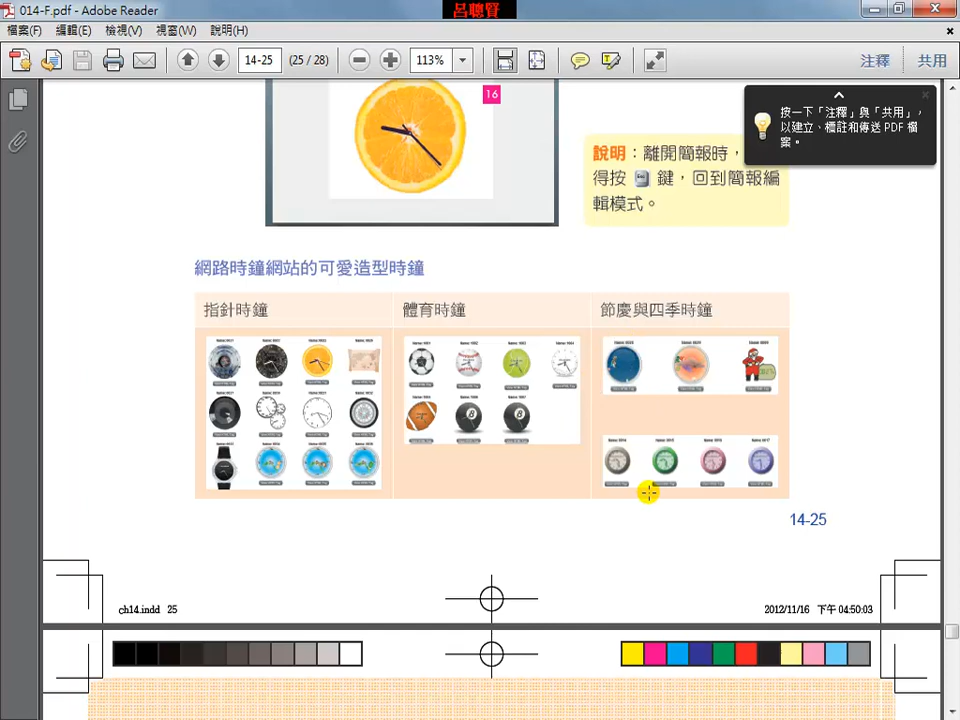 014-F.pdf - Adobe Reader
呂聰賢
檔案(F) 編輯(E) 檢視(V) 視窗(W) 說明(H)
14-25 (25 / 28) 113% 注釋 共用
按一下「注釋」與「共用」,
以建立、標註和傳送 PDF 檔
案。
16
說明：離開簡報時，
得按 鍵，回到簡報編
輯模式。
網路時鐘網站的可愛造型時鐘
指針時鐘 體育時鐘 節慶與四季時鐘
14-25
ch14.indd 25 2012/11/16 下午 04:50:03